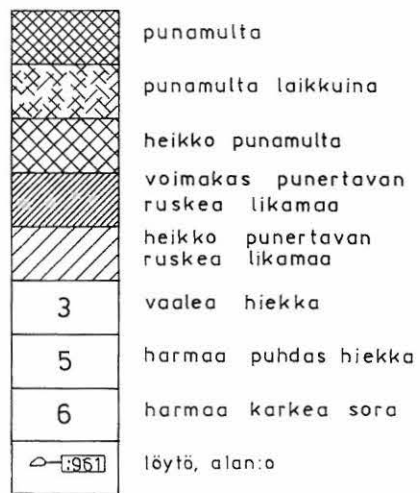 punamulta
punamulta laikkuina
heikko punamulta
voimakas punertavan
ruskea likamaa
heikko punertavan
ruskea likamaa
3 vaalea hiekka
5 harmaa puhdas hiekka
6 harmaa karkea sora
:961 löytö, alan:o